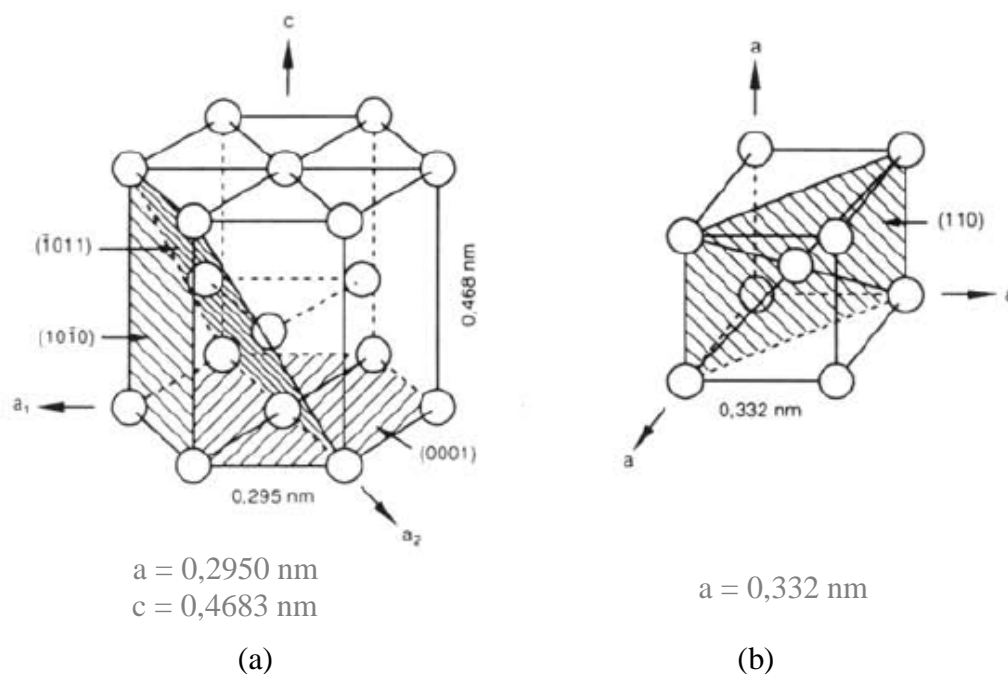 c
a
(1̄011)
(110)
0,468 nm
(101̄0)
a₁
(0001)
0,332 nm
a
0.295 nm
a₂
a = 0,2950 nm
c = 0,4683 nm
a = 0,332 nm
(a)
(b)